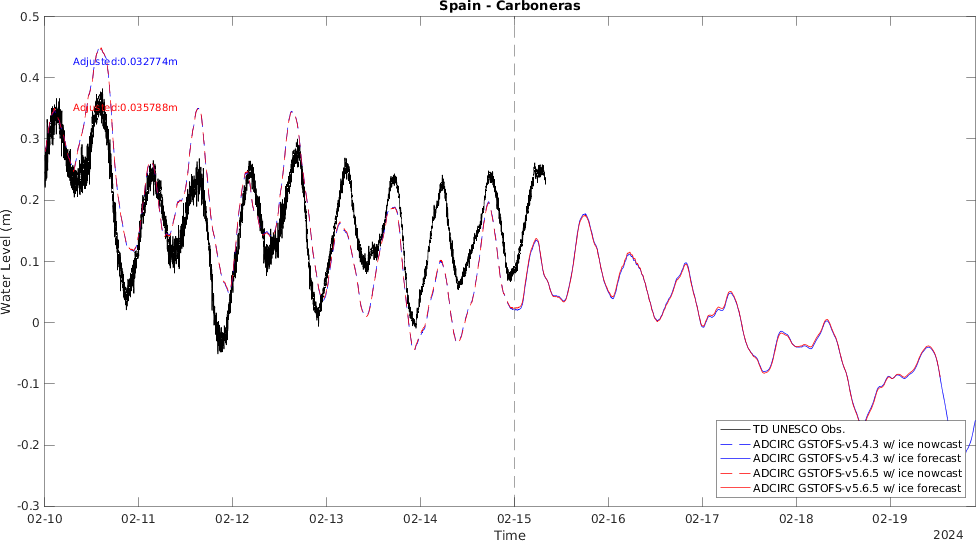 Spain - Carboneras
0.5
0.4
0.3
0.2
0.1
0
-0.1
-0.2
-0.3
Water Level (m)
Adjusted:0.032774m
Adjusted:0.035788m
TD UNESCO Obs.
ADCIRC GSTOFS-v5.4.3 w/ ice nowcast
ADCIRC GSTOFS-v5.4.3 w/ ice forecast
ADCIRC GSTOFS-v5.6.5 w/ ice nowcast
ADCIRC GSTOFS-v5.6.5 w/ ice forecast
02-10 02-11 02-12 02-13 02-14 02-15 02-16 02-17 02-18 02-19
Time
2024